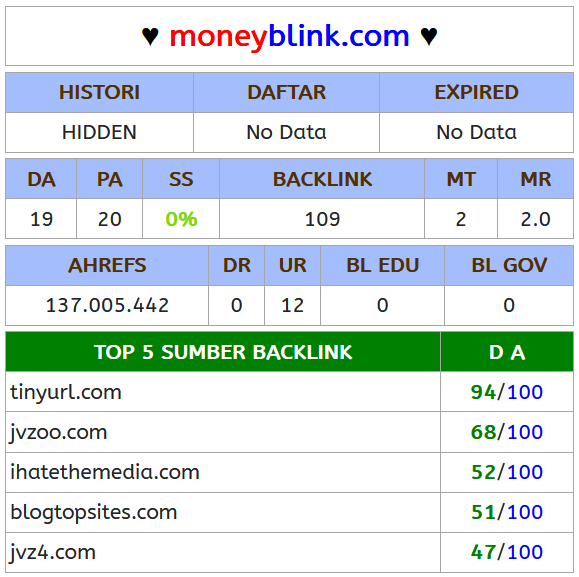 ♥ moneyblink.com ♥
HISTORI DAFTAR EXPIRED
HIDDEN No Data No Data
DA PA SS BACKLINK MT MR
19 20 0% 109 2 2.0
AHREFS DR UR BL EDU BL GOV
137.005.442 0 12 0 0
TOP 5 SUMBER BACKLINK D A
tinyurl.com 94/100
jvzoo.com 68/100
ihatethemedia.com 52/100
blogtopsites.com 51/100
jvz4.com 47/100